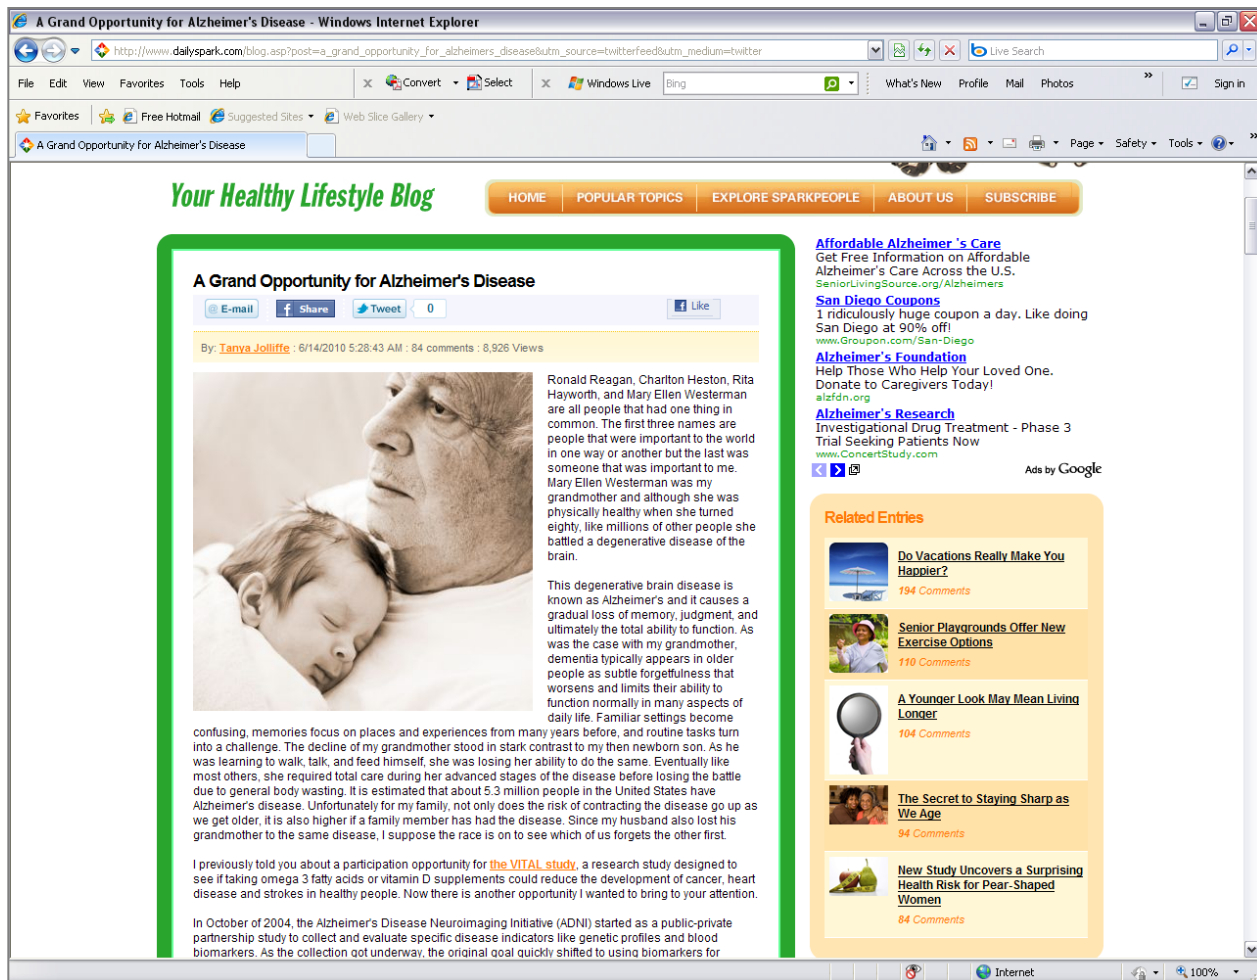 A Grand Opportunity for Alzheimer's Disease - Windows Internet Explorer
http://www.dailyspark.com/blog.asp?post=a_grand_opportunity_for_alzheimers_disease&utm_source=twitterfeed&utm_medium=twitter
Live Search
File Edit View Favorites Tools Help
X Convert Select
X Windows Live Bing
What's New Profile Mail Photos » Sign in
Favorites Free Hotmail Suggested Sites Web Slice Gallery
A Grand Opportunity for Alzheimer's Disease
Page Safety Tools »
Your Healthy Lifestyle Blog
HOME POPULAR TOPICS EXPLORE SPARKPEOPLE ABOUT US SUBSCRIBE
A Grand Opportunity for Alzheimer's Disease
E-mail Share Tweet 0 Like
By: Tanya Jolliffe : 6/14/2010 5:28:43 AM : 84 comments : 8,926 Views
Ronald Reagan, Charlton Heston, Rita
Hayworth, and Mary Ellen Westerman
are all people that had one thing in
common. The first three names are
people that were important to the world
in one way or another but the last was
someone that was important to me.
Mary Ellen Westerman was my
grandmother and although she was
physically healthy when she turned
eighty, like millions of other people she
battled a degenerative disease of the
brain.
This degenerative brain disease is
known as Alzheimer's and it causes a
gradual loss of memory, judgment, and
ultimately the total ability to function. As
was the case with my grandmother,
dementia typically appears in older
people as subtle forgetfulness that
worsens and limits their ability to
function normally in many aspects of
daily life. Familiar settings become
confusing, memories focus on places and experiences from many years before, and routine tasks turn
into a challenge. The decline of my grandmother stood in stark contrast to my then newborn son. As he
was learning to walk, talk, and feed himself, she was losing her ability to do the same. Eventually like
most others, she required total care during her advanced stages of the disease before losing the battle
due to general body wasting. It is estimated that about 5.3 million people in the United States have
Alzheimer's disease. Unfortunately for my family, not only does the risk of contracting the disease go up as
we get older, it is also higher if a family member has had the disease. Since my husband also lost his
grandmother to the same disease, I suppose the race is on to see which of us forgets the other first.
I previously told you about a participation opportunity for the VITAL study, a research study designed to
see if taking omega 3 fatty acids or vitamin D supplements could reduce the development of cancer, heart
disease and strokes in healthy people. Now there is another opportunity I wanted to bring to your attention.
In October of 2004, the Alzheimer's Disease Neuroimaging Initiative (ADNI) started as a public-private
partnership study to collect and evaluate specific disease indicators like genetic profiles and blood
biomarkers. As the collection got underway, the original goal quickly shifted to using biomarkers for
Affordable Alzheimer 's Care
Get Free Information on Affordable
Alzheimer's Care Across the U.S.
SeniorLivingSource.org/Alzheimers
San Diego Coupons
1 ridiculously huge coupon a day. Like doing
San Diego at 90% off!
www.Groupon.com/San-Diego
Alzheimer's Foundation
Help Those Who Help Your Loved One.
Donate to Caregivers Today!
alzfdn.org
Alzheimer's Research
Investigational Drug Treatment - Phase 3
Trial Seeking Patients Now
www.ConcertStudy.com
Ads by Google
Related Entries
Do Vacations Really Make You
Happier?
194 Comments
Senior Playgrounds Offer New
Exercise Options
110 Comments
A Younger Look May Mean Living
Longer
104 Comments
The Secret to Staying Sharp as
We Age
94 Comments
New Study Uncovers a Surprising
Health Risk for Pear-Shaped
Women
84 Comments
Internet 100%